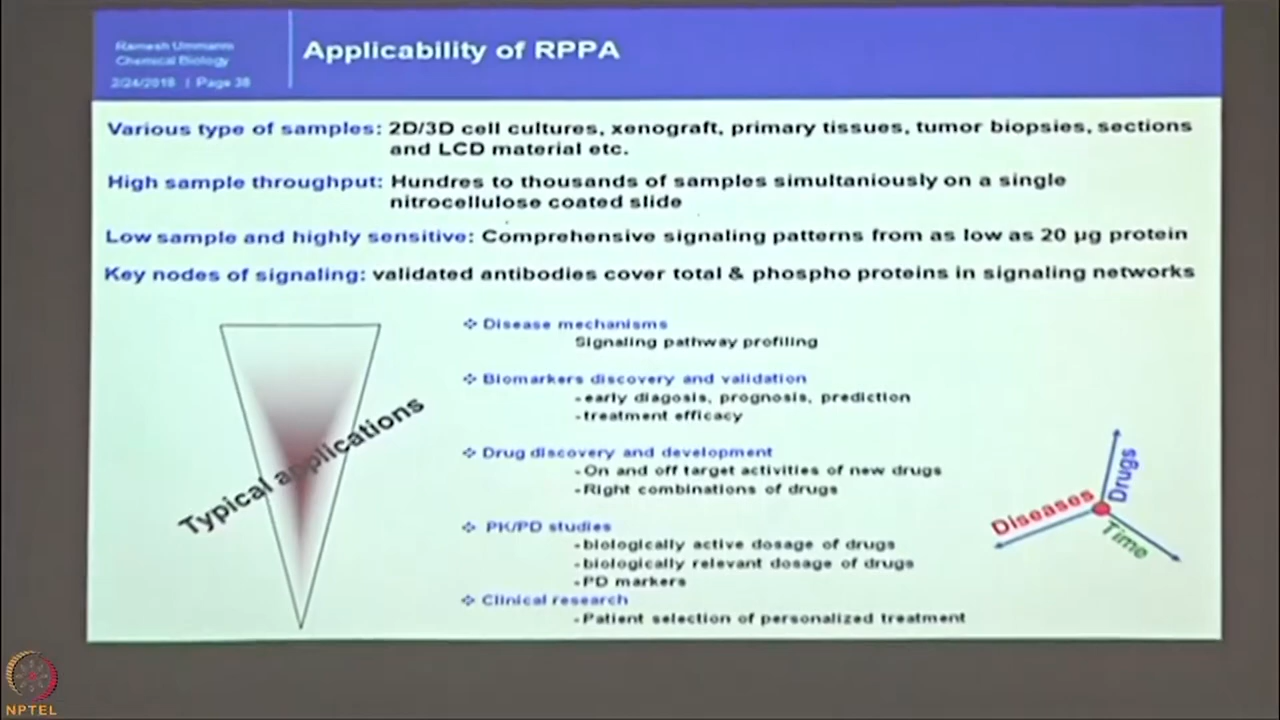 Ramesh Ummanni
Chemical Biology
2/24/2018 | Page 38
Applicability of RPPA
Various type of samples: 2D/3D cell cultures, xenograft, primary tissues, tumor biopsies, sections
and LCD material etc.
High sample throughput: Hundres to thousands of samples simultaniously on a single
nitrocellulose coated slide
Low sample and highly sensitive: Comprehensive signaling patterns from as low as 20 µg protein
Key nodes of signaling: validated antibodies cover total & phospho proteins in signaling networks
Typical applications
Disease mechanisms
Signaling pathway profiling
Biomarkers discovery and validation
-early diagosis, prognosis, prediction
-treatment efficacy
Drug discovery and development
-On and off target activities of new drugs
-Right combinations of drugs
PK/PD studies
-biologically active dosage of drugs
-biologically relevant dosage of drugs
-PD markers
Clinical research
-Patient selection of personalized treatment
Diseases
Drugs
Time
NPTEL